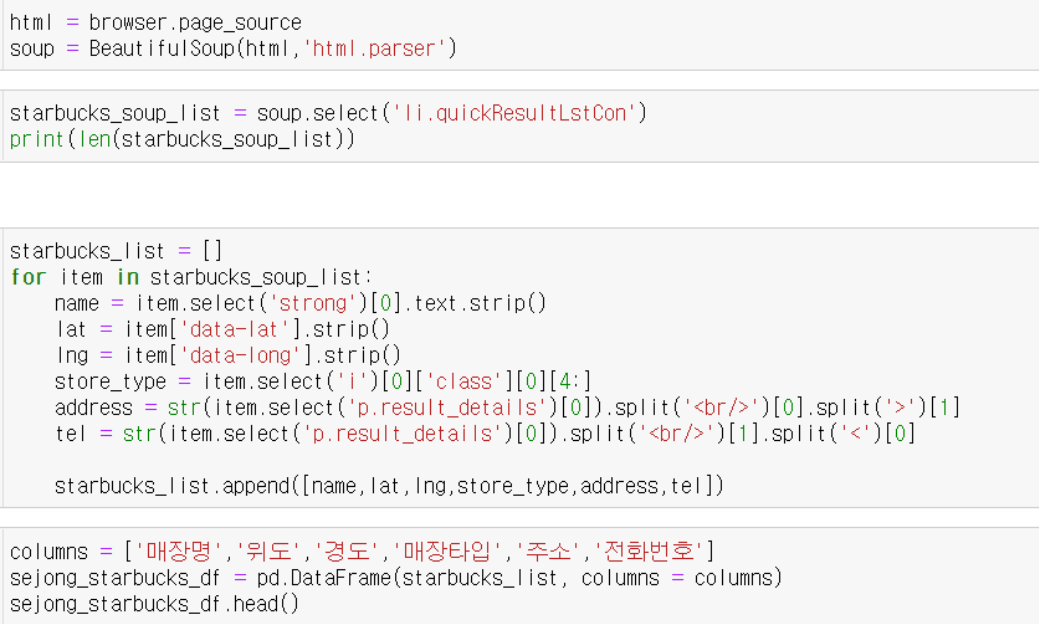 html = browser.page_source
soup = BeautifulSoup(html,'html.parser')
starbucks_soup_list = soup.select('li.quickResultLstCon')
print(len(starbucks_soup_list))
starbucks_list = []
for item in starbucks_soup_list:
    name = item.select('strong')[0].text.strip()
    lat = item['data-lat'].strip()
    lng = item['data-long'].strip()
    store_type = item.select('i')[0]['class'][0][4:]
    address = str(item.select('p.result_details')[0]).split('<br/>')[0].split('>')[1]
    tel = str(item.select('p.result_details')[0]).split('<br/>')[1].split('<')[0]
    starbucks_list.append([name,lat,lng,store_type,address,tel])
columns = ['매장명','위도','경도','매장타입','주소','전화번호']
sejong_starbucks_df = pd.DataFrame(starbucks_list, columns = columns)
sejong_starbucks_df.head()